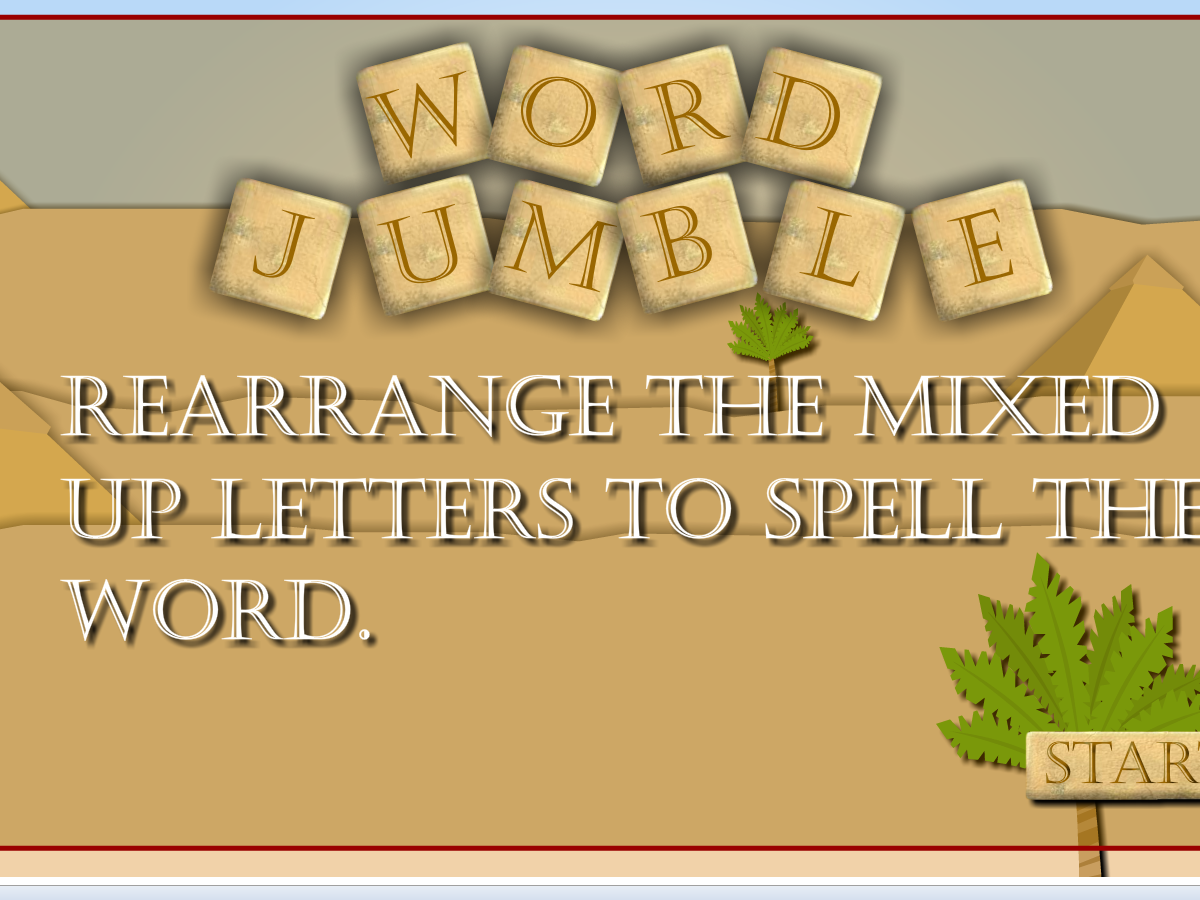 WORD
JUMBLE
REARRANGE THE MIXED
UP LETTERS TO SPELL THE
WORD.
START